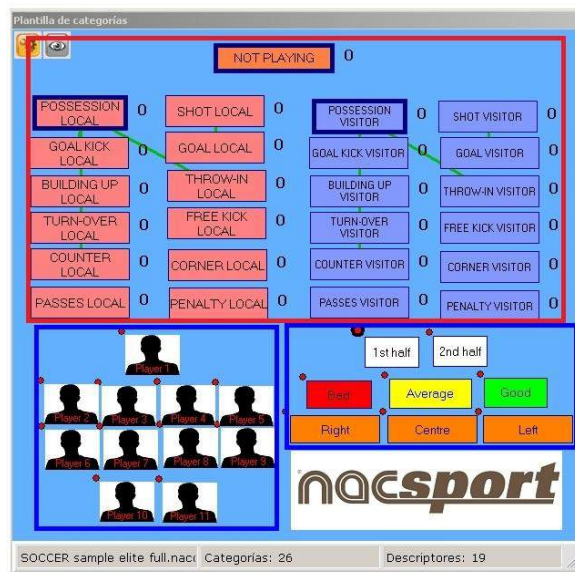 Plantilla de categorías
NOT PLAYING 0
POSSESSION LOCAL 0 SHOT LOCAL 0 POSSESSION VISITOR 0 SHOT VISITOR 0
GOAL KICK LOCAL 0 GOAL LOCAL 0 GOAL KICK VISITOR 0 GOAL VISITOR 0
BUILDING UP LOCAL 0 THROW-IN LOCAL 0 BUILDING UP VISITOR 0 THROW-IN VISITOR 0
TURN-OVER LOCAL 0 FREE KICK LOCAL 0 TURN-OVER VISITOR 0 FREE KICK VISITOR 0
COUNTER LOCAL 0 CORNER LOCAL 0 COUNTER VISITOR 0 CORNER VISITOR 0
PASSES LOCAL 0 PENALTY LOCAL 0 PASSES VISITOR 0 PENALTY VISITOR 0
Player 1
Player 2 Player 3 Player 4 Player 5
Player 6 Player 7 Player 8 Player 9
Player 10 Player 11
1st half 2nd half
Bad Average Good
Right Centre Left
nacsport
SOCCER sample elite full.nac Categorías: 26 Descriptores: 19